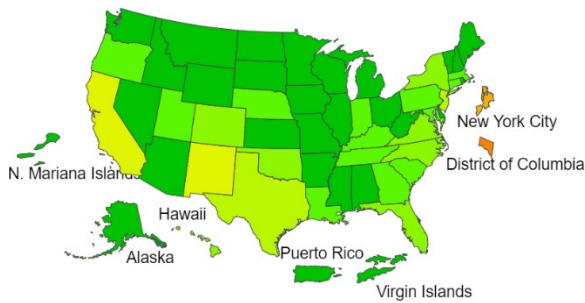 New York City
District of Columbia
N. Mariana Islands
Hawaii
Alaska
Puerto Rico
Virgin Islands